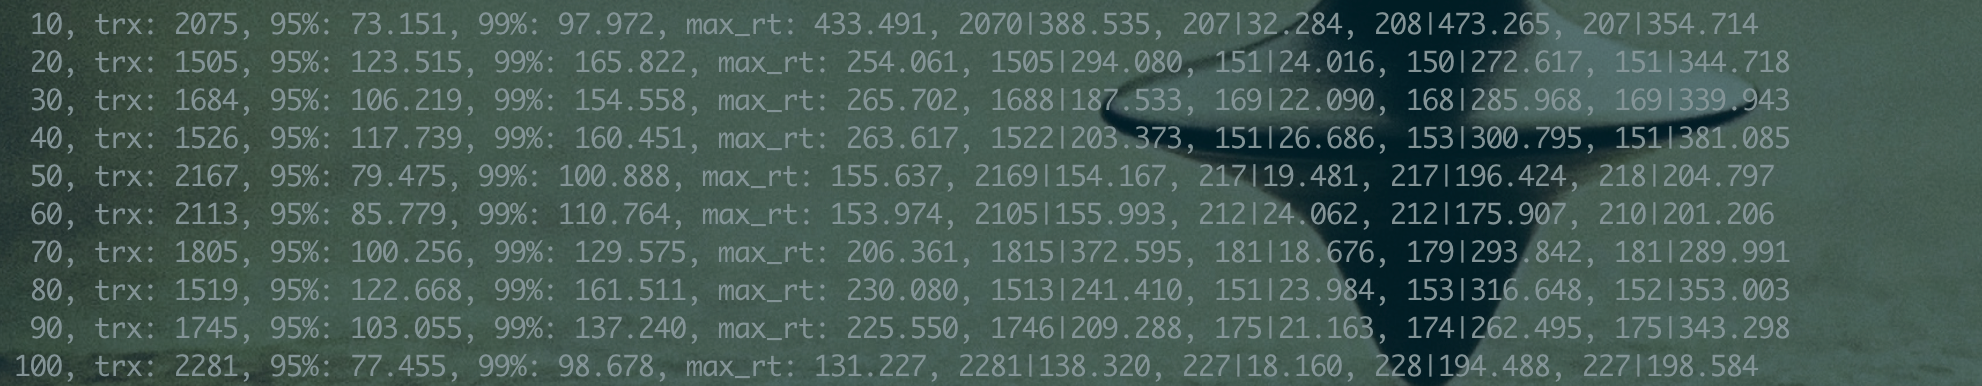 10, trx: 2075, 95%: 73.151, 99%: 97.972, max_rt: 433.491, 2070|388.535, 207|32.284, 208|473.265, 207|354.714
20, trx: 1505, 95%: 123.515, 99%: 165.822, max_rt: 254.061, 1505|294.080, 151|24.016, 150|272.617, 151|344.718
30, trx: 1684, 95%: 106.219, 99%: 154.558, max_rt: 265.702, 1688|187.533, 169|22.090, 168|285.968, 169|339.943
40, trx: 1526, 95%: 117.739, 99%: 160.451, max_rt: 263.617, 1522|203.373, 151|26.686, 153|300.795, 151|381.085
50, trx: 2167, 95%: 79.475, 99%: 100.888, max_rt: 155.637, 2169|154.167, 217|19.481, 217|196.424, 218|204.797
60, trx: 2113, 95%: 85.779, 99%: 110.764, max_rt: 153.974, 2105|155.993, 212|24.062, 212|175.907, 210|201.206
70, trx: 1805, 95%: 100.256, 99%: 129.575, max_rt: 206.361, 1815|372.595, 181|18.676, 179|293.842, 181|289.991
80, trx: 1519, 95%: 122.668, 99%: 161.511, max_rt: 230.080, 1513|241.410, 151|23.984, 153|316.648, 152|353.003
90, trx: 1745, 95%: 103.055, 99%: 137.240, max_rt: 225.550, 1746|209.288, 175|21.163, 174|262.495, 175|343.298
100, trx: 2281, 95%: 77.455, 99%: 98.678, max_rt: 131.227, 2281|138.320, 227|18.160, 228|194.488, 227|198.584